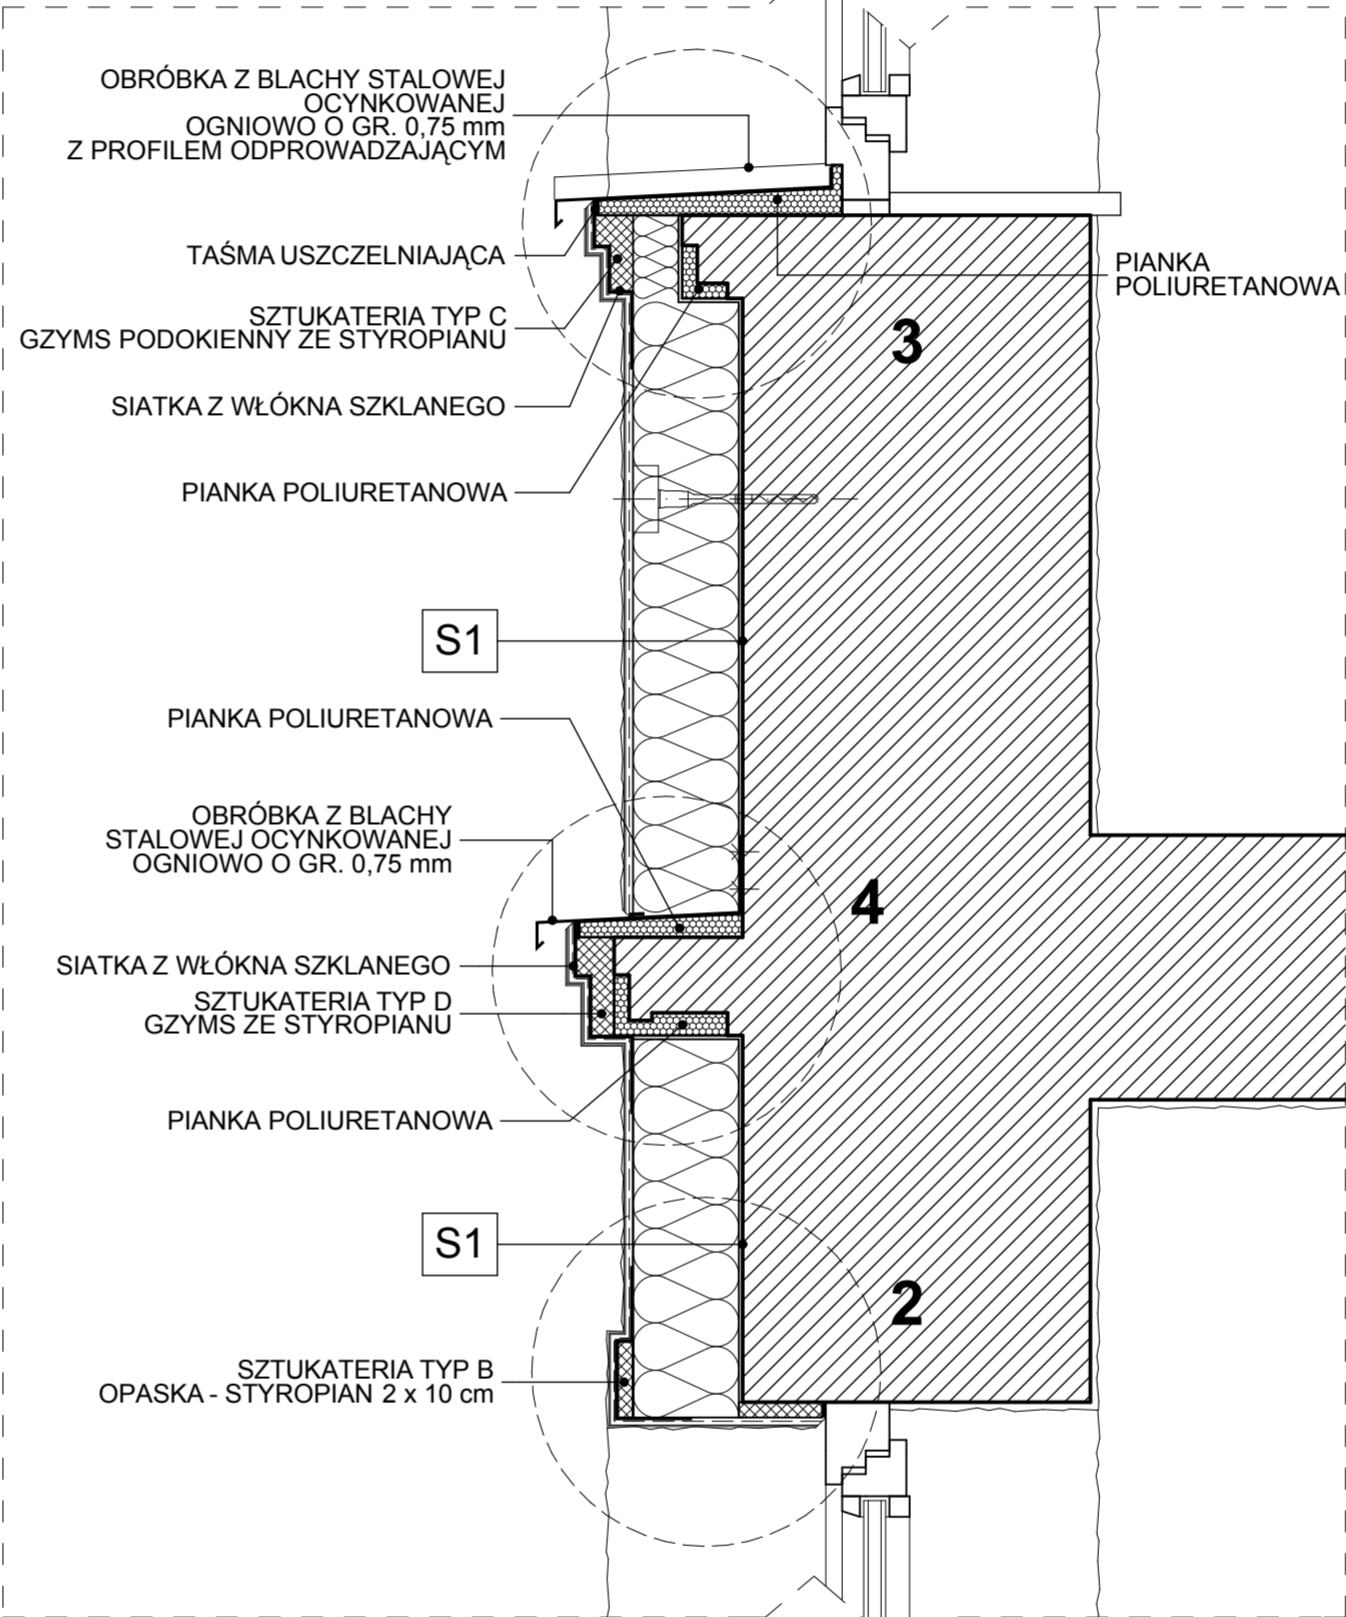 OBRÓBKA Z BLACHY STALOWEJ
OCYNKOWANEJ
OGNIOWO O GR. 0,75 mm
Z PROFILEM ODPROWADZAJĄCYM
TAŚMA USZCZELNIAJĄCA
PIANKA
POLIURETANOWA
SZTUKATERIA TYP C
GZYMS PODOKIENNY ZE STYROPIANU
3
SIATKA Z WŁÓKNA SZKLANEGO
PIANKA POLIURETANOWA
S1
PIANKA POLIURETANOWA
OBRÓBKA Z BLACHY
STALOWEJ OCYNKOWANEJ
OGNIOWO O GR. 0,75 mm
4
SIATKA Z WŁÓKNA SZKLANEGO
SZTUKATERIA TYP D
GZYMS ZE STYROPIANU
PIANKA POLIURETANOWA
S1
2
SZTUKATERIA TYP B
OPASKA - STYROPIAN 2 x 10 cm